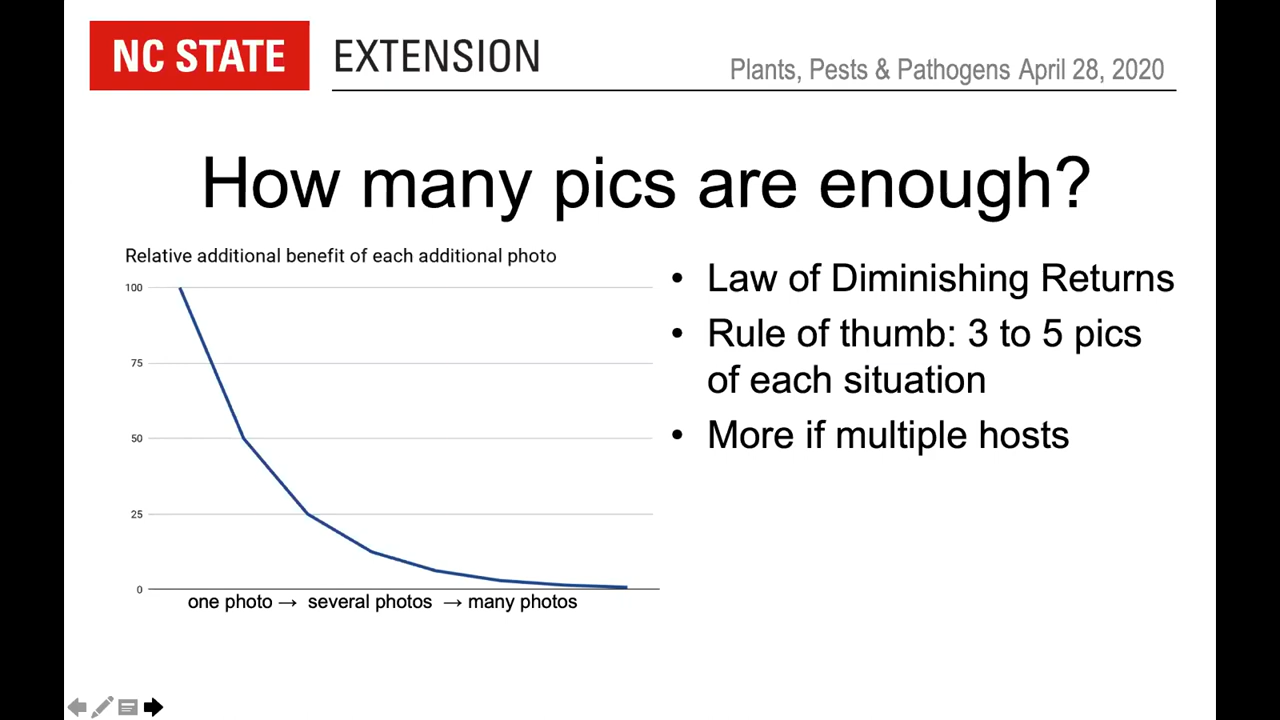 NC STATE EXTENSION
Plants, Pests & Pathogens April 28, 2020
How many pics are enough?
Relative additional benefit of each additional photo
100
75
50
25
0
one photo → several photos → many photos
• Law of Diminishing Returns
• Rule of thumb: 3 to 5 pics
of each situation
• More if multiple hosts